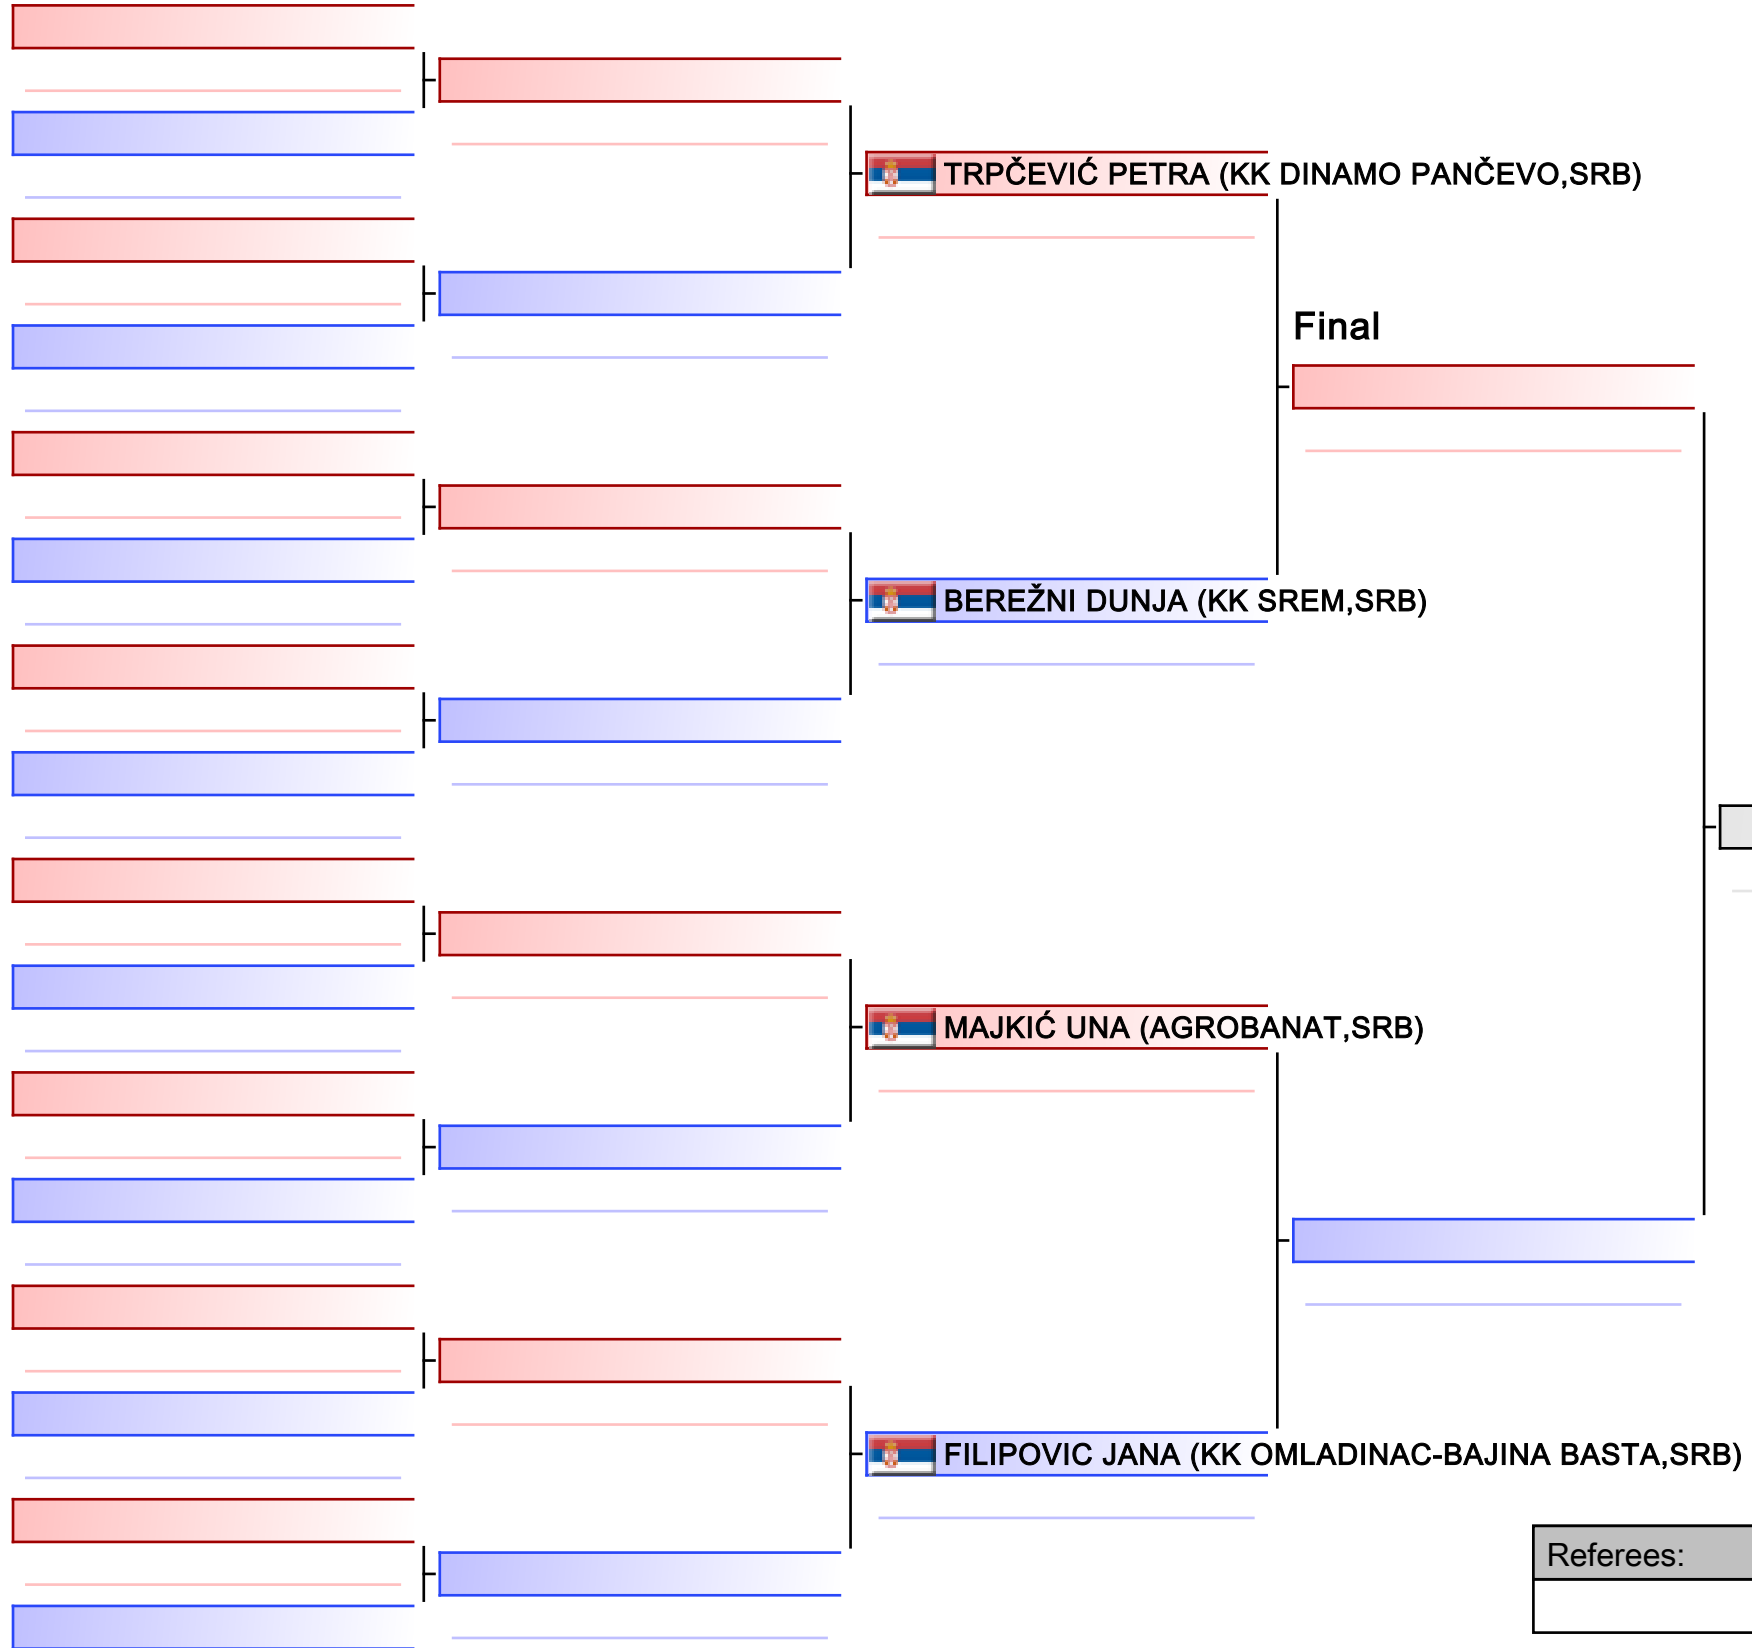 TRPČEVIĆ PETRA (KK DINAMO PANČEVO,SRB)
Final
BEREŽNI DUNJA (KK SREM,SRB)
MAJKIĆ UNA (AGROBANAT,SRB)
FILIPOVIC JANA (KK OMLADINAC-BAJINA BASTA,SRB)
Referees: